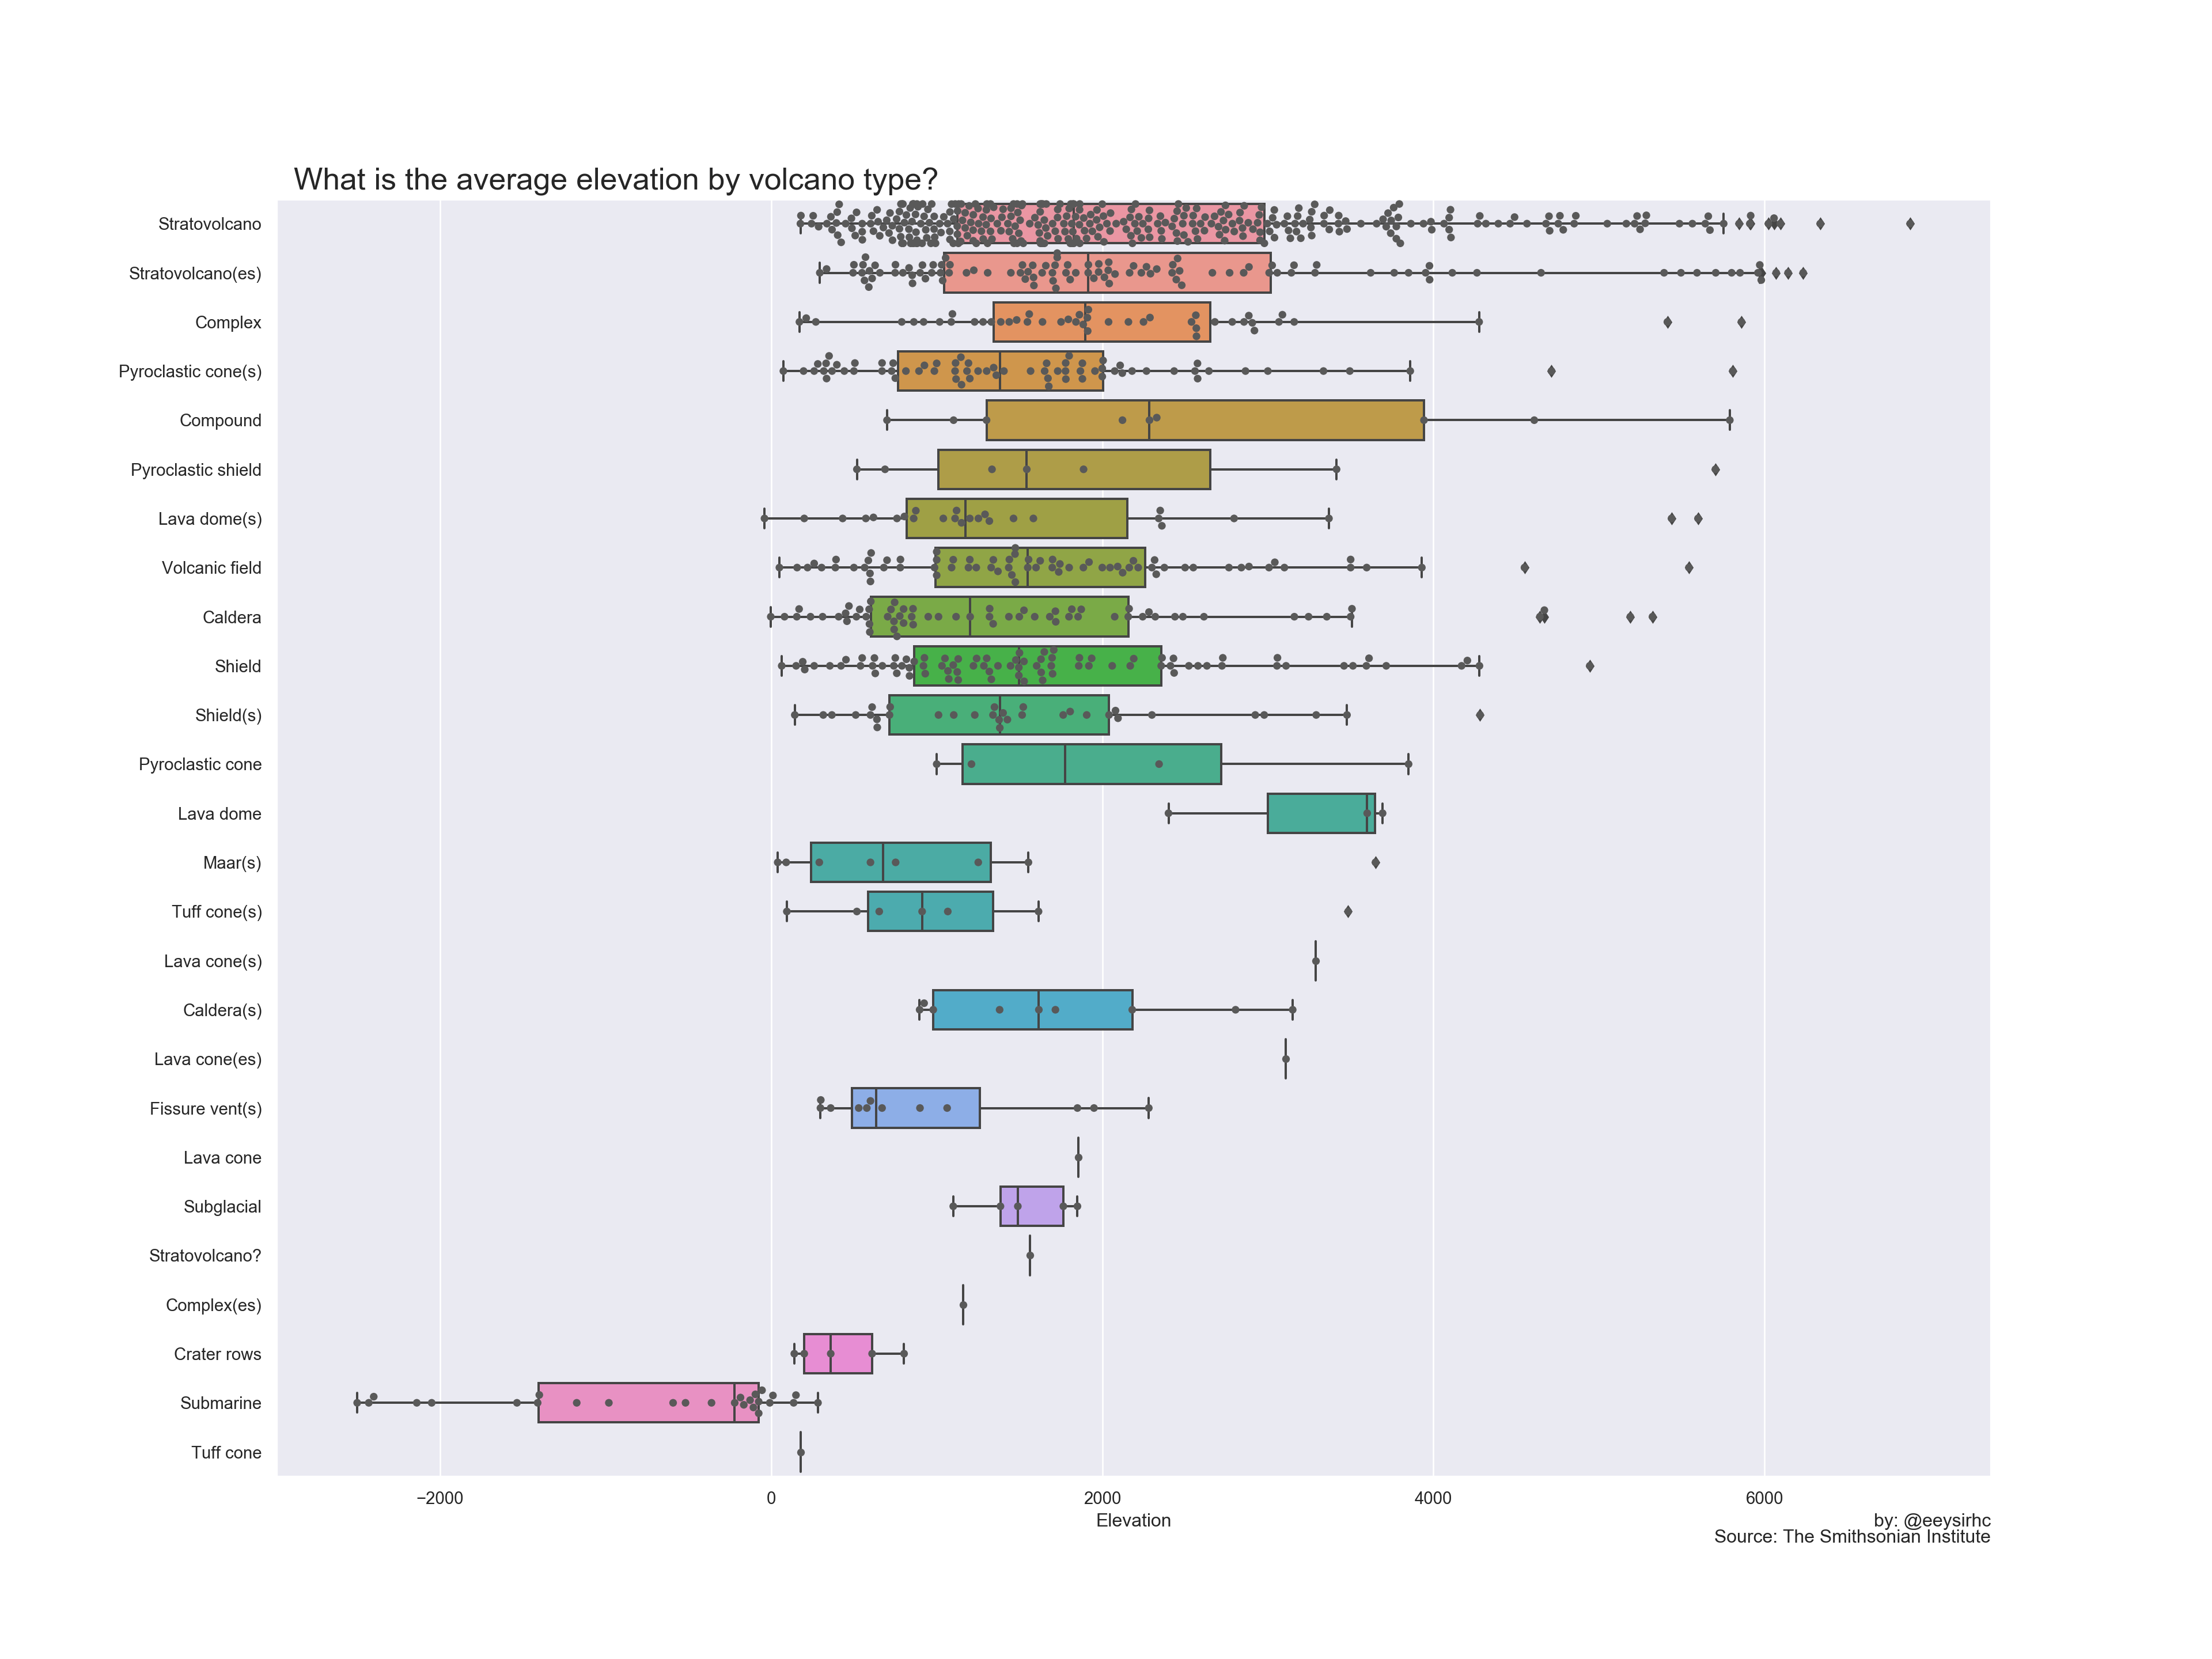 What is the average elevation by volcano type?
Stratovolcano
Stratovolcano(es)
Complex
Pyroclastic cone(s)
Compound
Pyroclastic shield
Lava dome(s)
Volcanic field
Caldera
Shield
Shield(s)
Pyroclastic cone
Lava dome
Maar(s)
Tuff cone(s)
Lava cone(s)
Caldera(s)
Lava cone(es)
Fissure vent(s)
Lava cone
Subglacial
Stratovolcano?
Complex(es)
Crater rows
Submarine
Tuff cone
−2000 0 2000 4000 6000
Elevation
by: @eeysirhc
Source: The Smithsonian Institute